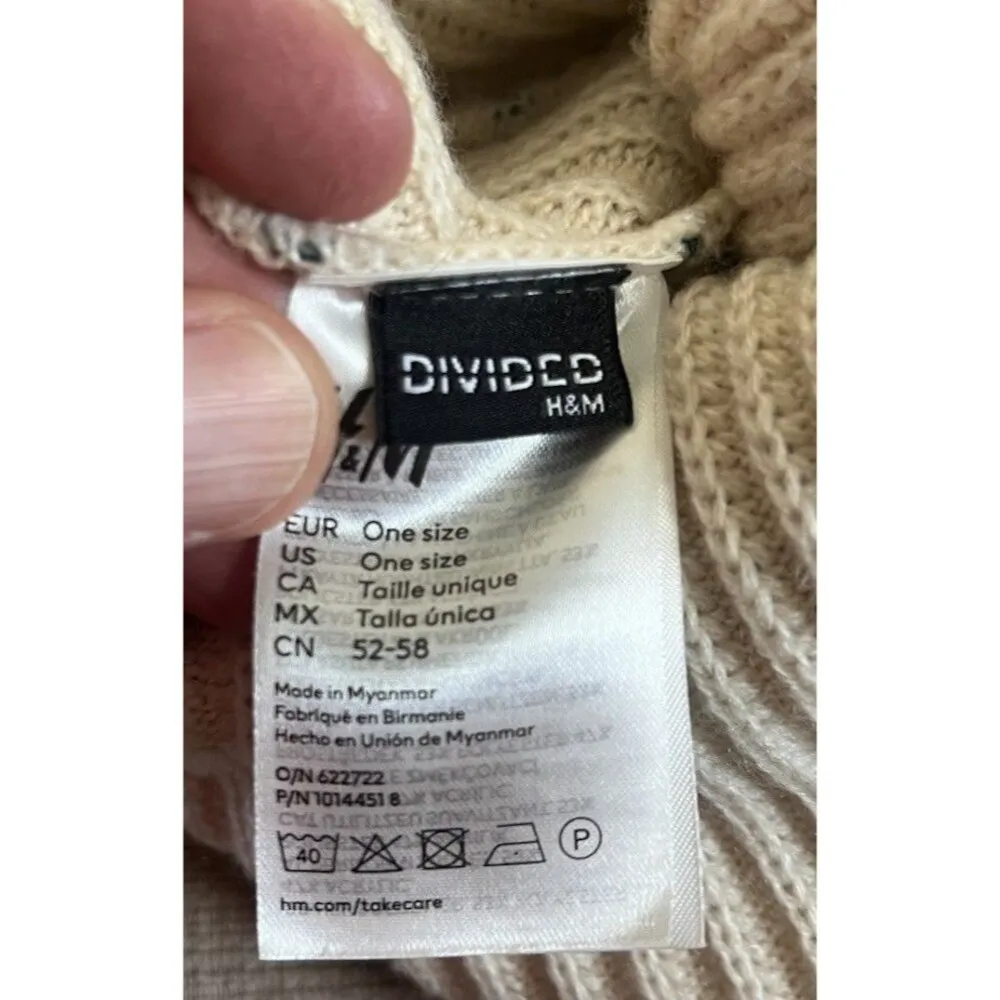 DIVIDED
H&M
&M
EUR One size
US One size
CA Taille unique
MX Talla única
CN 52-58
Made in Myanmar
Fabriqué en Birmanie
Hecho en Unión de Myanmar
O/N 622722
P/N 1014451 8
40
P
hm.com/takecare